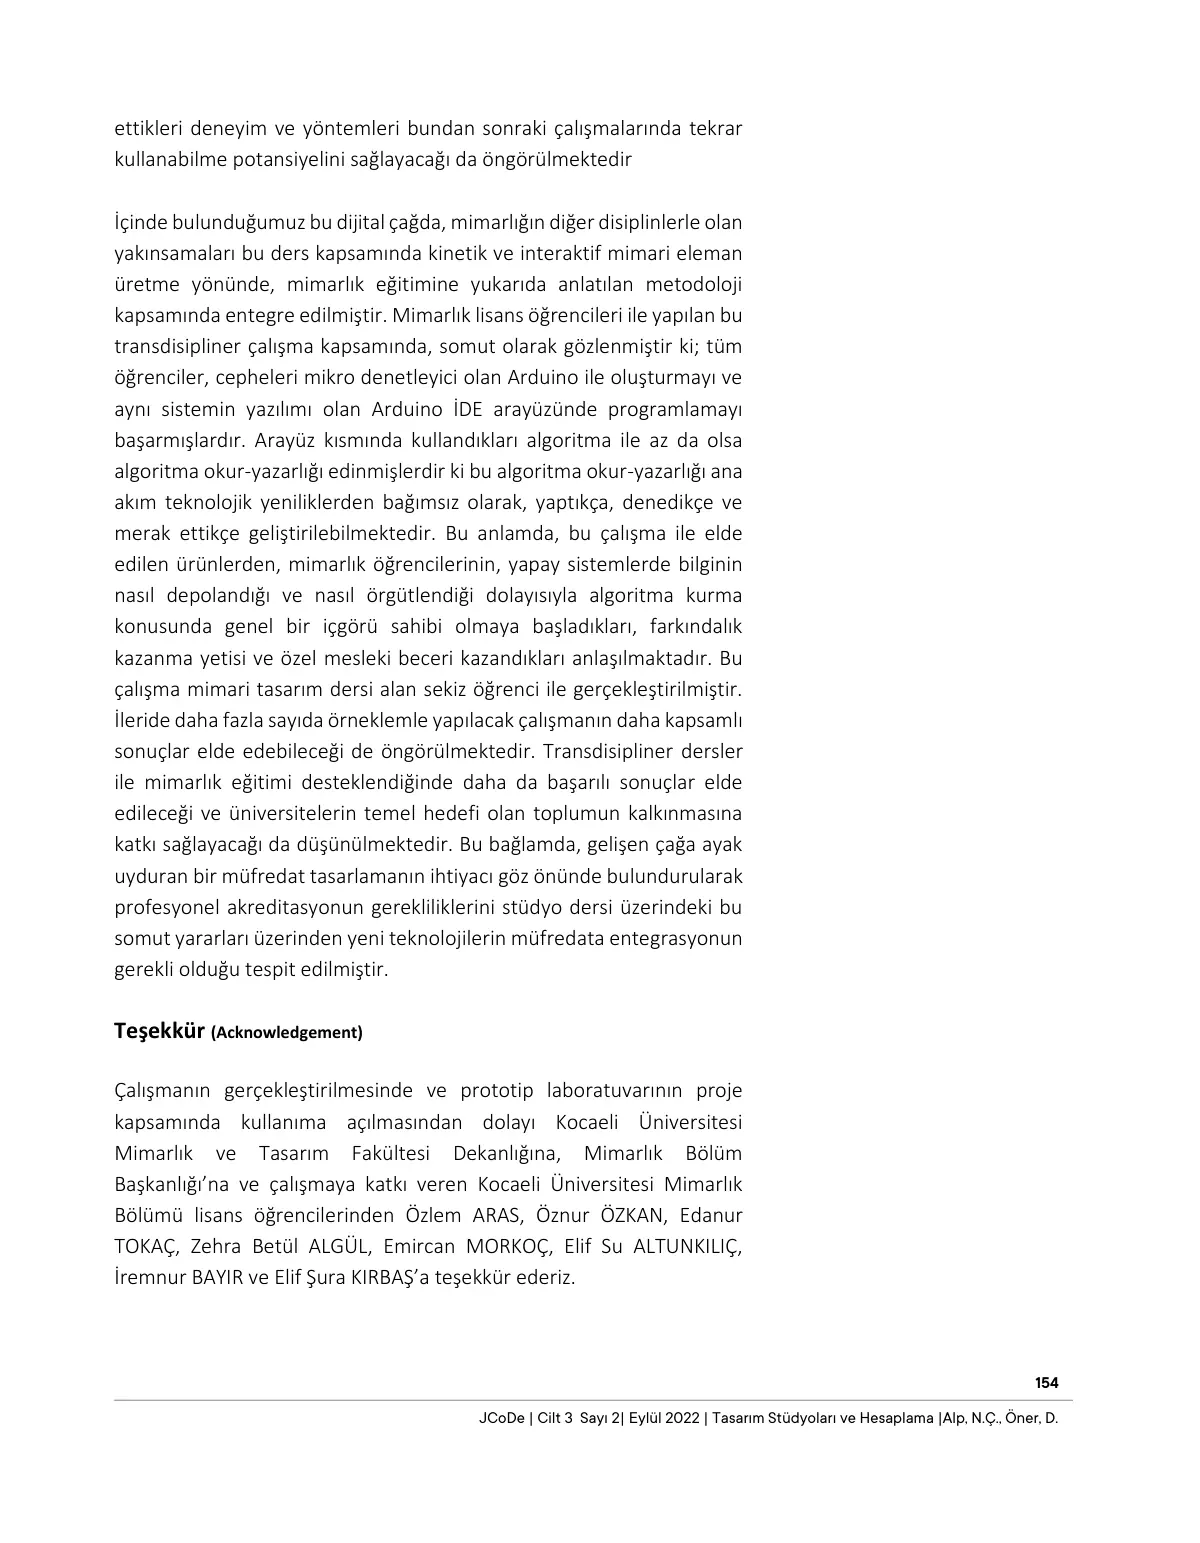 ettikleri deneyim ve yöntemleri bundan sonraki çalışmalarında tekrar
kullanabilme potansiyelini sağlayacağı da öngörülmektedir
İçinde bulunduğumuz bu dijital çağda, mimarlığın diğer disiplinlerle olan
yakınsamaları bu ders kapsamında kinetik ve interaktif mimari eleman
üretme yönünde, mimarlık eğitimine yukarıda anlatılan metodoloji
kapsamında entegre edilmiştir. Mimarlık lisans öğrencileri ile yapılan bu
transdisipliner çalışma kapsamında, somut olarak gözlenmiştir ki; tüm
öğrenciler, cepheleri mikro denetleyici olan Arduino ile oluşturmayı ve
aynı sistemin yazılımı olan Arduino İDE arayüzünde programlamayı
başarmışlardır. Arayüz kısmında kullandıkları algoritma ile az da olsa
algoritma okur-yazarlığı edinmişlerdir ki bu algoritma okur-yazarlığı ana
akım teknolojik yeniliklerden bağımsız olarak, yaptıkça, denedikçe ve
merak ettikçe geliştirilebilmektedir. Bu anlamda, bu çalışma ile elde
edilen ürünlerden, mimarlık öğrencilerinin, yapay sistemlerde bilginin
nasıl depolandığı ve nasıl örgütlendiği dolayısıyla algoritma kurma
konusunda genel bir içgörü sahibi olmaya başladıkları, farkındalık
kazanma yetisi ve özel mesleki beceri kazandıkları anlaşılmaktadır. Bu
çalışma mimari tasarım dersi alan sekiz öğrenci ile gerçekleştirilmiştir.
İleride daha fazla sayıda örneklemle yapılacak çalışmanın daha kapsamlı
sonuçlar elde edebileceği de öngörülmektedir. Transdisipliner dersler
ile mimarlık eğitimi desteklendiğinde daha da başarılı sonuçlar elde
edileceği ve üniversitelerin temel hedefi olan toplumun kalkınmasına
katkı sağlayacağı da düşünülmektedir. Bu bağlamda, gelişen çağa ayak
uyduran bir müfredat tasarlamanın ihtiyacı göz önünde bulundurularak
profesyonel akreditasyonun gerekliliklerini stüdyo dersi üzerindeki bu
somut yararları üzerinden yeni teknolojilerin müfredata entegrasyonun
gerekli olduğu tespit edilmiştir.
Teşekkür (Acknowledgement)
Çalışmanın gerçekleştirilmesinde ve prototip laboratuvarının proje
kapsamında kullanıma açılmasından dolayı Kocaeli Üniversitesi
Mimarlık ve Tasarım Fakültesi Dekanlığına, Mimarlık Bölüm
Başkanlığı’na ve çalışmaya katkı veren Kocaeli Üniversitesi Mimarlık
Bölümü lisans öğrencilerinden Özlem ARAS, Öznur ÖZKAN, Edanur
TOKAÇ, Zehra Betül ALGÜL, Emircan MORKOÇ, Elif Su ALTUNKILIÇ,
İremnur BAYIR ve Elif Şura KIRBAŞ’a teşekkür ederiz.
154
JCoDe | Cilt 3 Sayı 2| Eylül 2022 | Tasarım Stüdyoları ve Hesaplama |Alp, N.Ç., Öner, D.